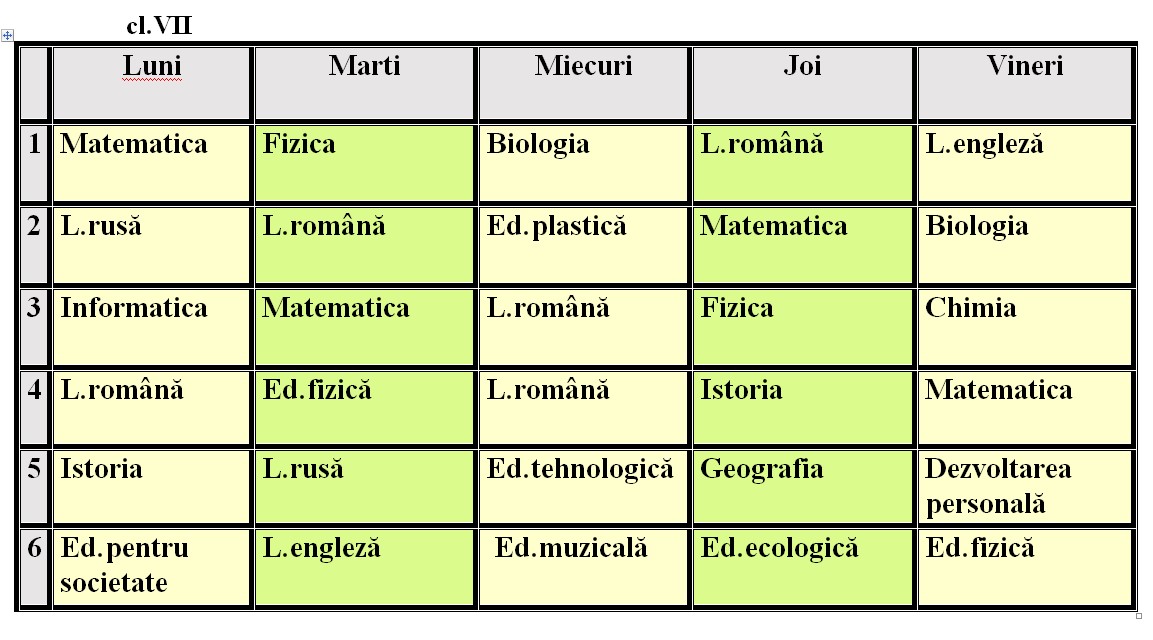 cl.VII
Luni Marti Miecuri Joi Vineri
1 Matematica Fizica Biologia L.română L.engleză
2 L.rusă L.română Ed.plastică Matematica Biologia
3 Informatica Matematica L.română Fizica Chimia
4 L.română Ed.fizică L.română Istoria Matematica
5 Istoria L.rusă Ed.tehnologică Geografia Dezvoltarea
personală
6 Ed.pentru L.engleză Ed.muzicală Ed.ecologică Ed.fizică
societate